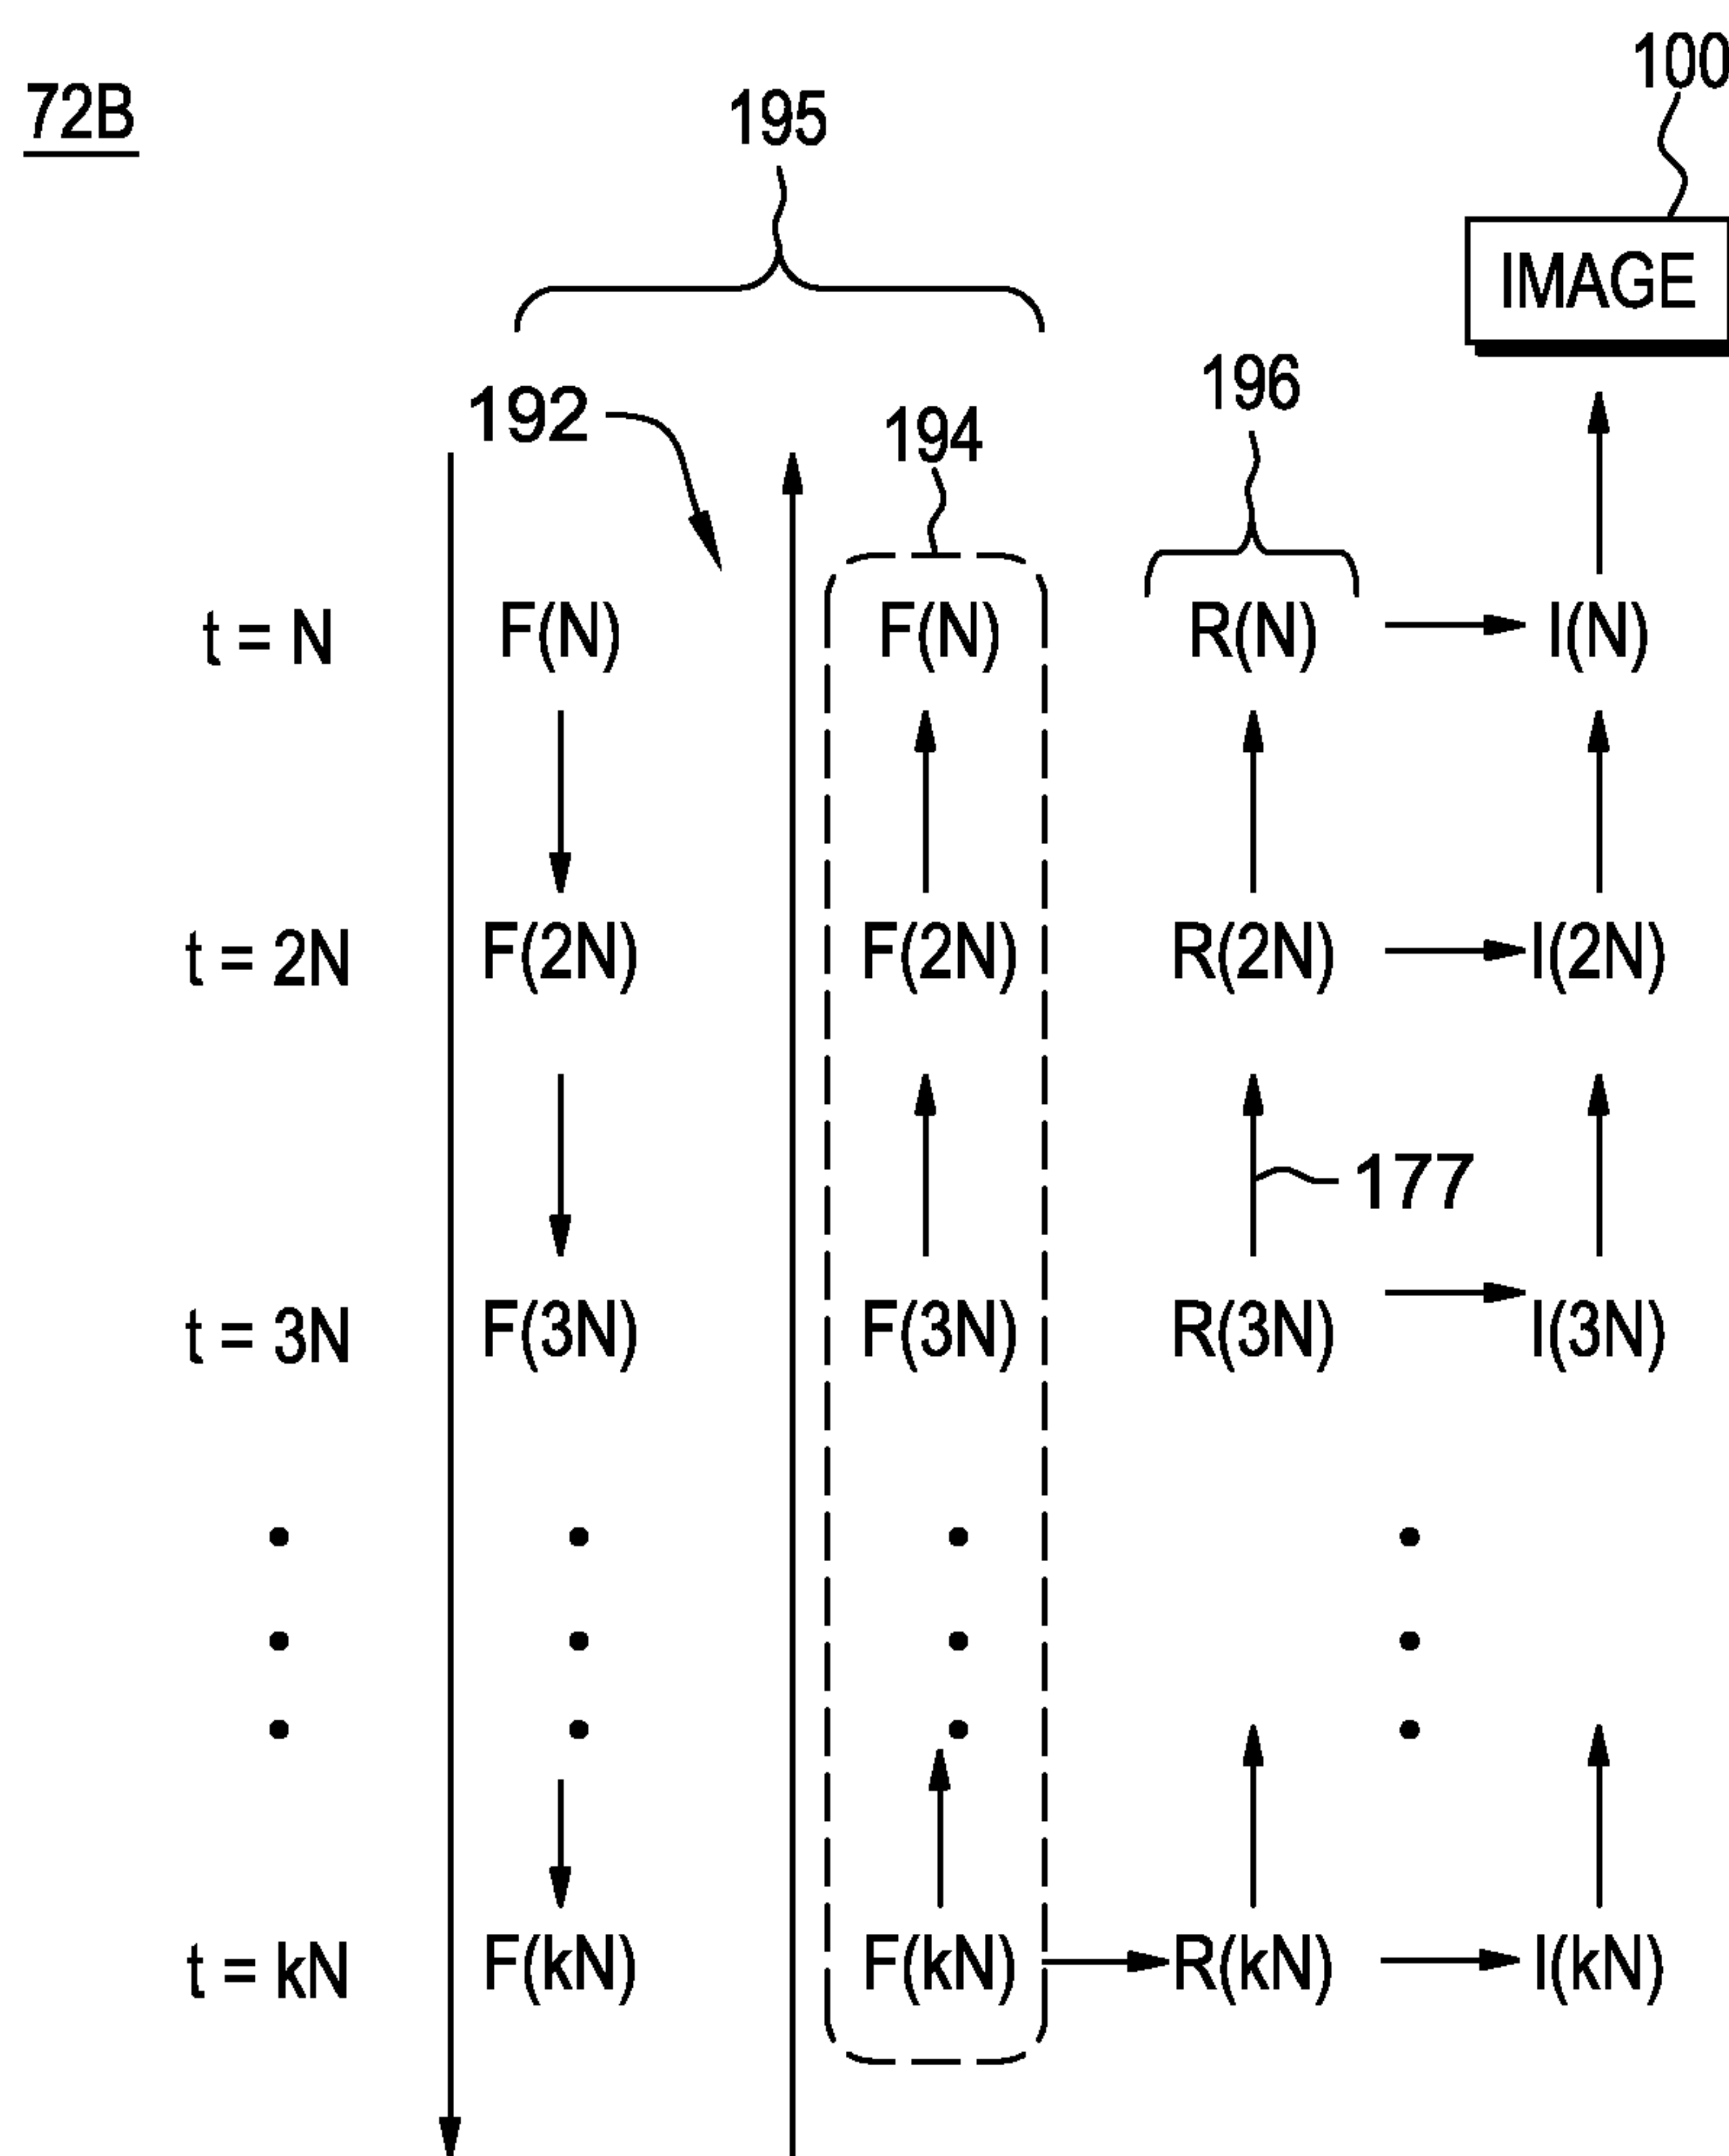 100
72B
195
IMAGE
196
192
194
t = N F(N) F(N) R(N) I(N)
t = 2N F(2N) F(2N) R(2N) I(2N)
177
t = 3N F(3N) F(3N) R(3N) I(3N)
t = kN F(kN) F(kN) R(kN) I(kN)